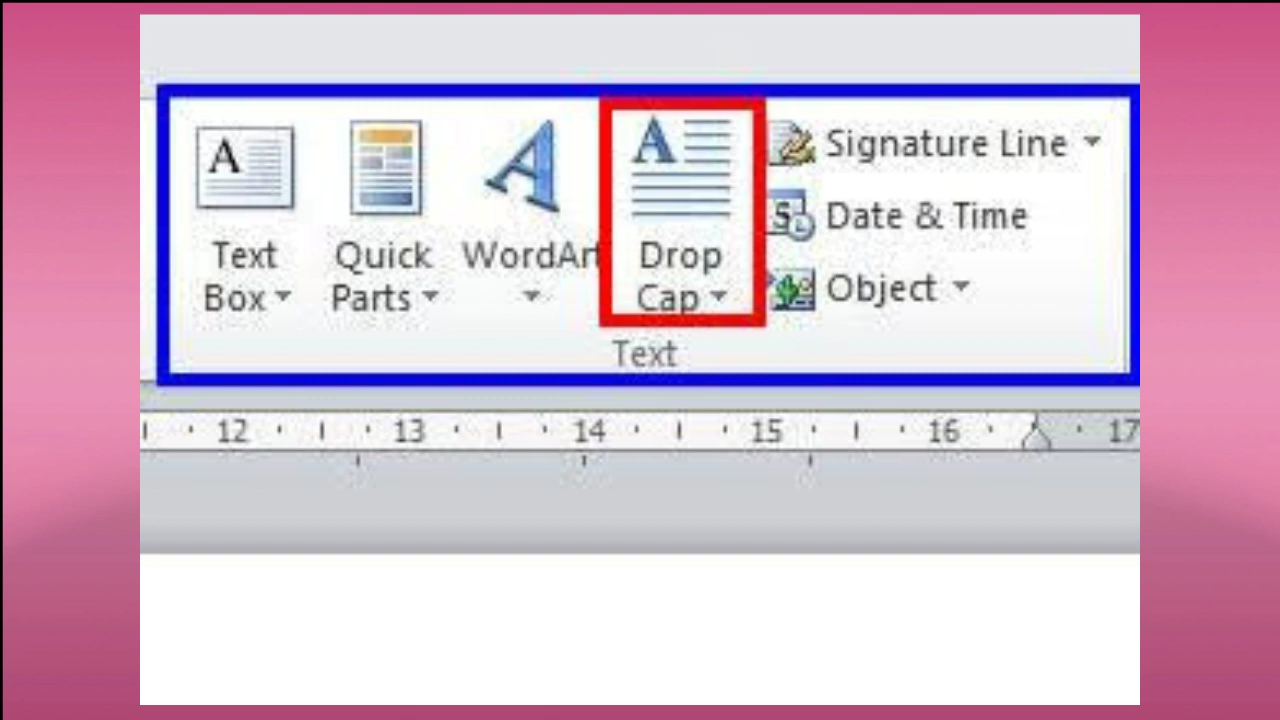 Text Box
Quick Parts
WordArt
Drop Cap
Signature Line
Date & Time
Object
Text
12 13 14 15 16 17